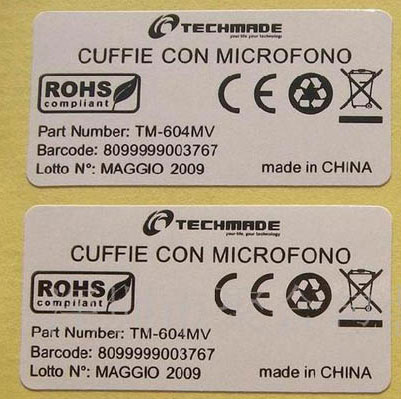 TECHMADE
your life, your technology
CUFFIE CON MICROFONO
ROHS
compliant
CE
Part Number: TM-604MV
Barcode: 8099999003767
Lotto N°: MAGGIO 2009
made in CHINA
TECHMADE
your life, your technology
CUFFIE CON MICROFONO
ROHS
compliant
CE
Part Number: TM-604MV
Barcode: 8099999003767
Lotto N°: MAGGIO 2009
made in CHINA